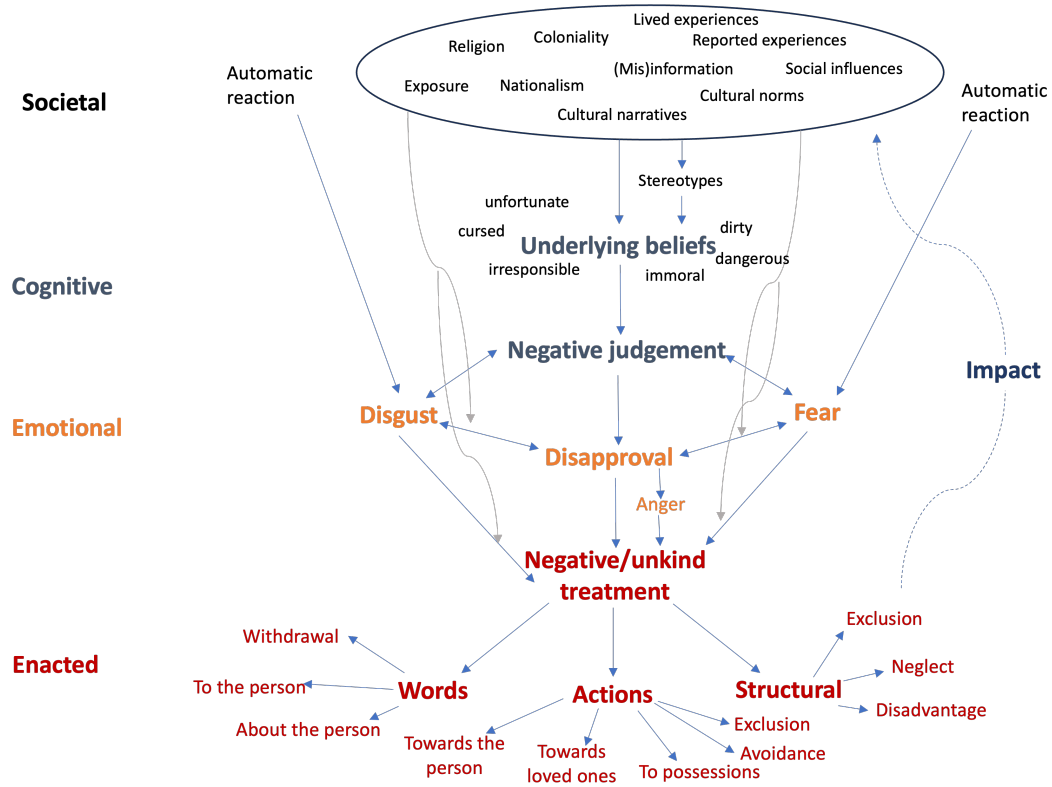 Lived experiences
Religion
Coloniality
Reported experiences
Automatic
reaction
(Mis)information
Social influences
Exposure
Nationalism
Cultural norms
Societal
Cultural narratives
Automatic
reaction
Stereotypes
unfortunate
cursed
dirty
Underlying beliefs
dangerous
irresponsible
immoral
Cognitive
Negative judgement
Impact
Disgust
Fear
Emotional
Disapproval
Anger
Negative/unkind
treatment
Exclusion
Withdrawal
Enacted
Neglect
To the person
Words
Actions
Structural
Disadvantage
About the person
Exclusion
Towards the
person
Towards
loved ones
Avoidance
To possessions